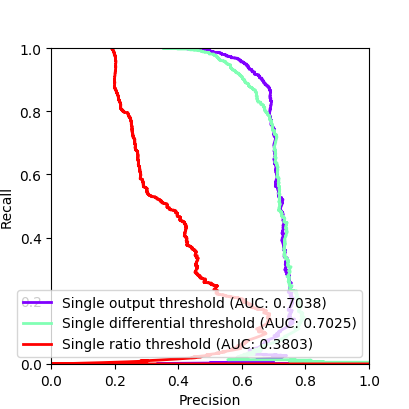 1.0
0.8
0.6
0.4
0.2
0.0
Recall
Single output threshold (AUC: 0.7038)
Single differential threshold (AUC: 0.7025)
Single ratio threshold (AUC: 0.3803)
0.0 0.2 0.4 0.6 0.8 1.0
Precision